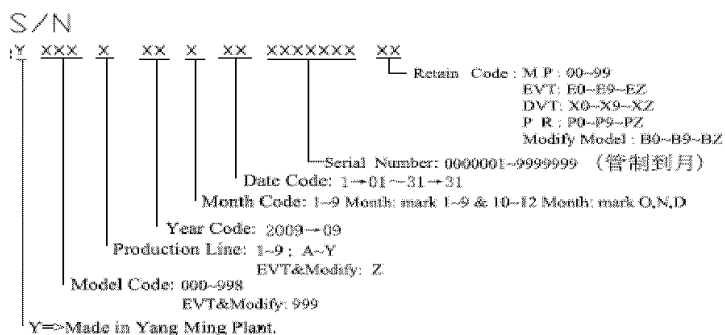 S/N
Y XXX X XX X XX XXXXXXX XX
Retain Code : M P : 00~99
EVT: E0~E9~EZ
DVT: X0~X9~XZ
P R : P0~P9~PZ
Modify Model : B0~B9~BZ
Serial Number: 0000001~9999999 (管制到月)
Date Code: 1→01~31→31
Month Code: 1~9 Month: mark 1~9 & 10~12 Month: mark O,N,D
Year Code: 2009→09
Production Line: 1~9 ; A~Y
EVT&Modify: Z
Model Code: 000~998
EVT&Modify: 999
Y=>Made in Yang Ming Plant.